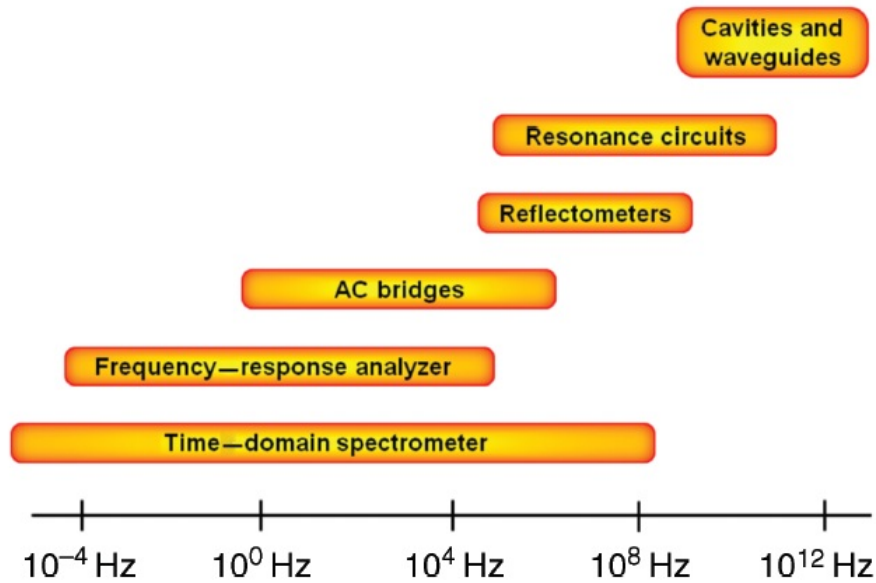 Cavities and
waveguides
Resonance circuits
Reflectometers
AC bridges
Frequency—response analyzer
Time—domain spectrometer
10⁻⁴ Hz 10⁰ Hz 10⁴ Hz 10⁸ Hz 10¹² Hz